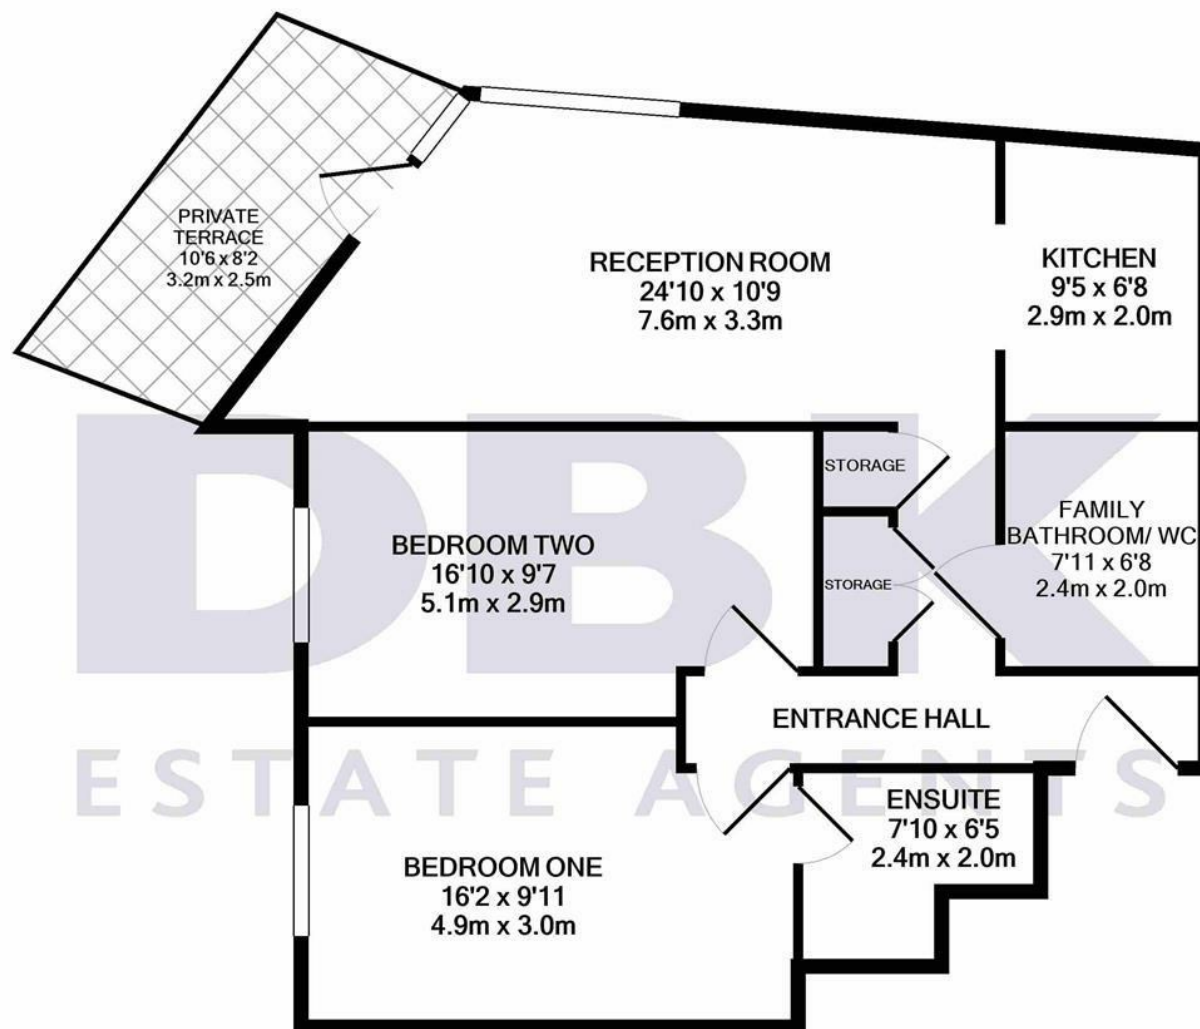 PRIVATE
TERRACE
10'6 x 8'2
3.2m x 2.5m
RECEPTION ROOM
24'10 x 10'9
7.6m x 3.3m
KITCHEN
9'5 x 6'8
2.9m x 2.0m
STORAGE
BEDROOM TWO
16'10 x 9'7
5.1m x 2.9m
STORAGE
FAMILY
BATHROOM/ WC
7'11 x 6'8
2.4m x 2.0m
ENTRANCE HALL
BEDROOM ONE
16'2 x 9'11
4.9m x 3.0m
ENSUITE
7'10 x 6'5
2.4m x 2.0m
DBK
ESTATE AGENTS